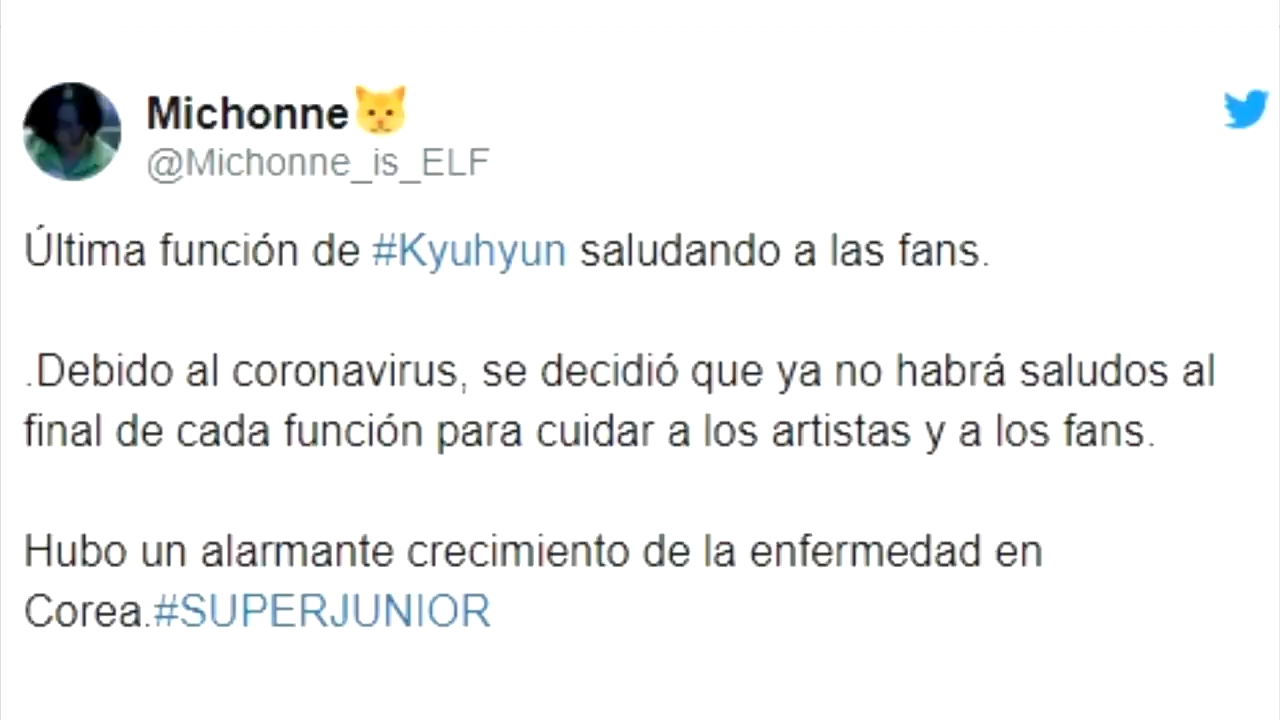 Michonne🐱
@Michonne_is_ELF
Última función de #Kyuhyun saludando a las fans.
.Debido al coronavirus, se decidió que ya no habrá saludos al
final de cada función para cuidar a los artistas y a los fans.
Hubo un alarmante crecimiento de la enfermedad en
Corea.#SUPERJUNIOR